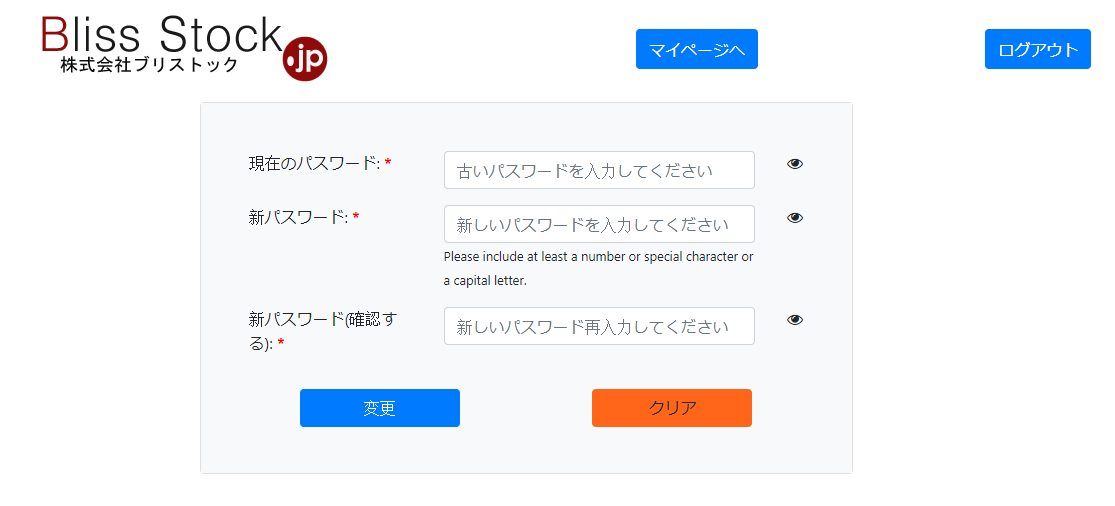 Bliss Stock.jp
株式会社ブリストック
マイページへ
ログアウト
現在のパスワード: *
古いパスワードを入力してください
新パスワード: *
新しいパスワードを入力してください
Please include at least a number or special character or
a capital letter.
新パスワード(確認す
る): *
新しいパスワード再入力してください
変更
クリア